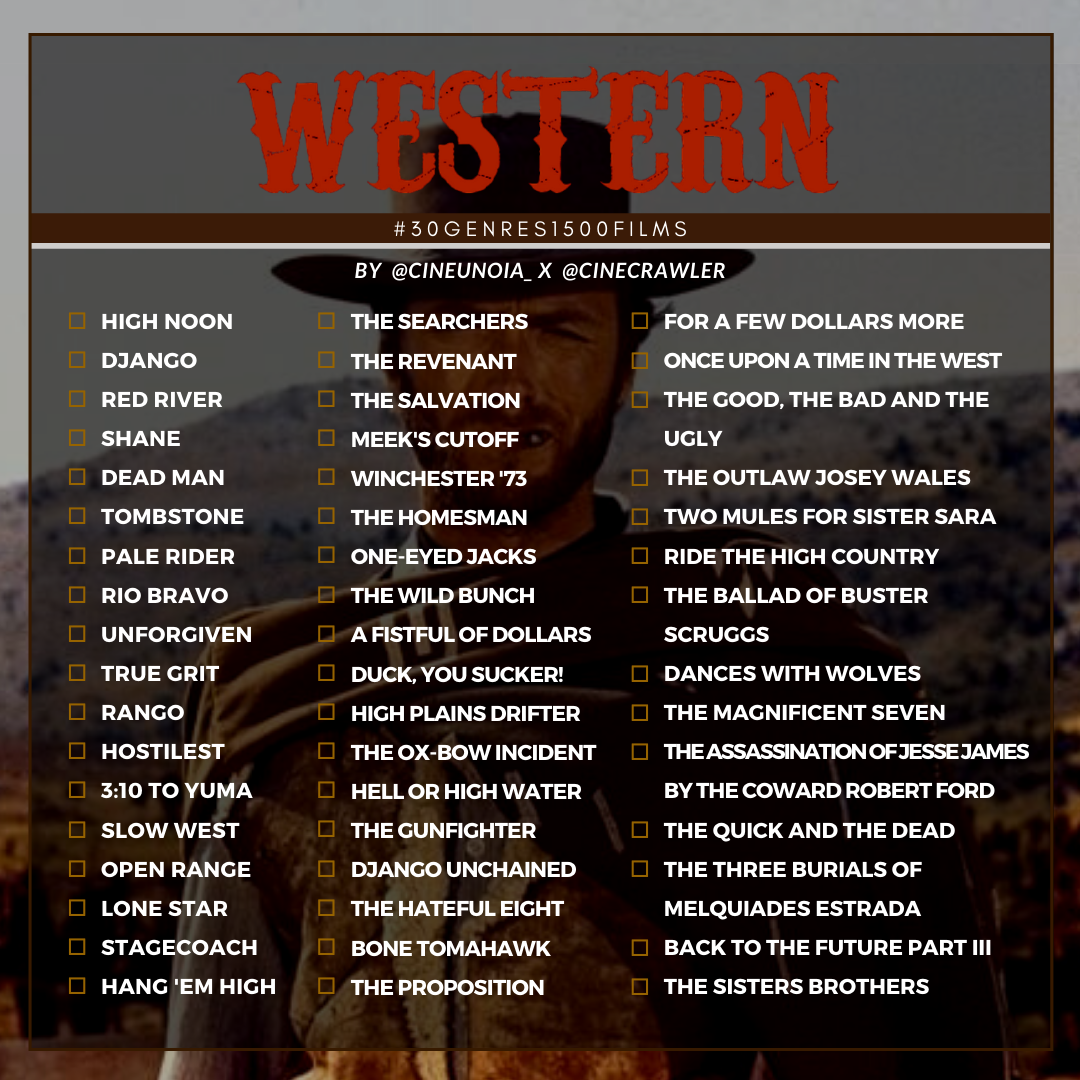 WESTERN
#30GENRES1500FILMS
BY @CINEUNOIA_ X @CINECRAWLER
HIGH NOON
DJANGO
RED RIVER
SHANE
DEAD MAN
TOMBSTONE
PALE RIDER
RIO BRAVO
UNFORGIVEN
TRUE GRIT
RANGO
HOSTILEST
3:10 TO YUMA
SLOW WEST
OPEN RANGE
LONE STAR
STAGECOACH
HANG 'EM HIGH
THE SEARCHERS
THE REVENANT
THE SALVATION
MEEK'S CUTOFF
WINCHESTER '73
THE HOMESMAN
ONE-EYED JACKS
THE WILD BUNCH
A FISTFUL OF DOLLARS
DUCK, YOU SUCKER!
HIGH PLAINS DRIFTER
THE OX-BOW INCIDENT
HELL OR HIGH WATER
THE GUNFIGHTER
DJANGO UNCHAINED
THE HATEFUL EIGHT
BONE TOMAHAWK
THE PROPOSITION
FOR A FEW DOLLARS MORE
ONCE UPON A TIME IN THE WEST
THE GOOD, THE BAD AND THE
UGLY
THE OUTLAW JOSEY WALES
TWO MULES FOR SISTER SARA
RIDE THE HIGH COUNTRY
THE BALLAD OF BUSTER
SCRUGGS
DANCES WITH WOLVES
THE MAGNIFICENT SEVEN
THE ASSASSINATION OF JESSE JAMES
BY THE COWARD ROBERT FORD
THE QUICK AND THE DEAD
THE THREE BURIALS OF
MELQUIADES ESTRADA
BACK TO THE FUTURE PART III
THE SISTERS BROTHERS